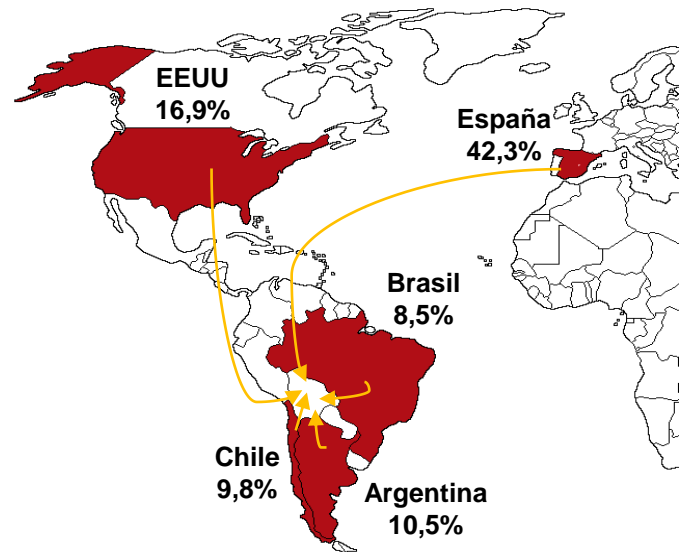 EEUU
16,9%
España
42,3%
Brasil
8,5%
Chile
9,8%
Argentina
10,5%